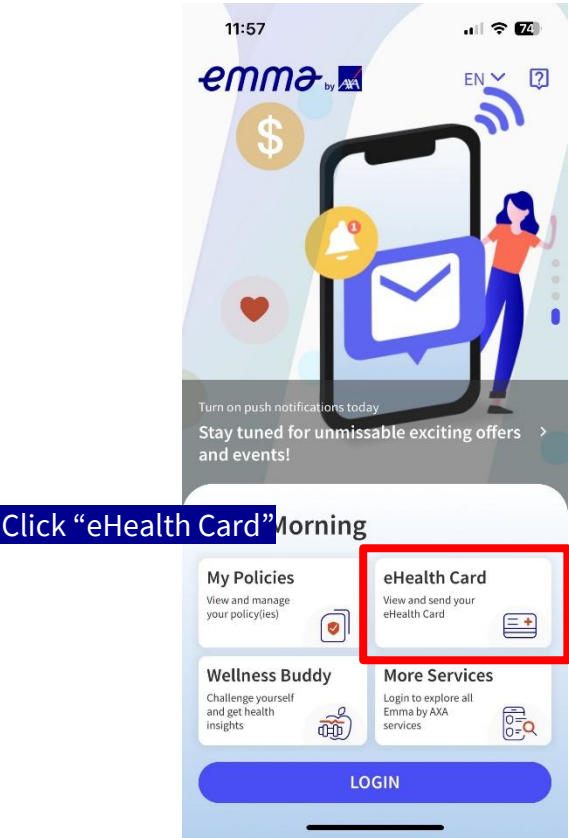 11:57
74
emma by AXA
EN
$
1
Turn on push notifications today
Stay tuned for unmissable exciting offers
and events!
Click “eHealth Card”
Morning
My Policies
View and manage
your policy(ies)
eHealth Card
View and send your
eHealth Card
Wellness Buddy
Challenge yourself
and get health
insights
More Services
Login to explore all
Emma by AXA
services
LOGIN